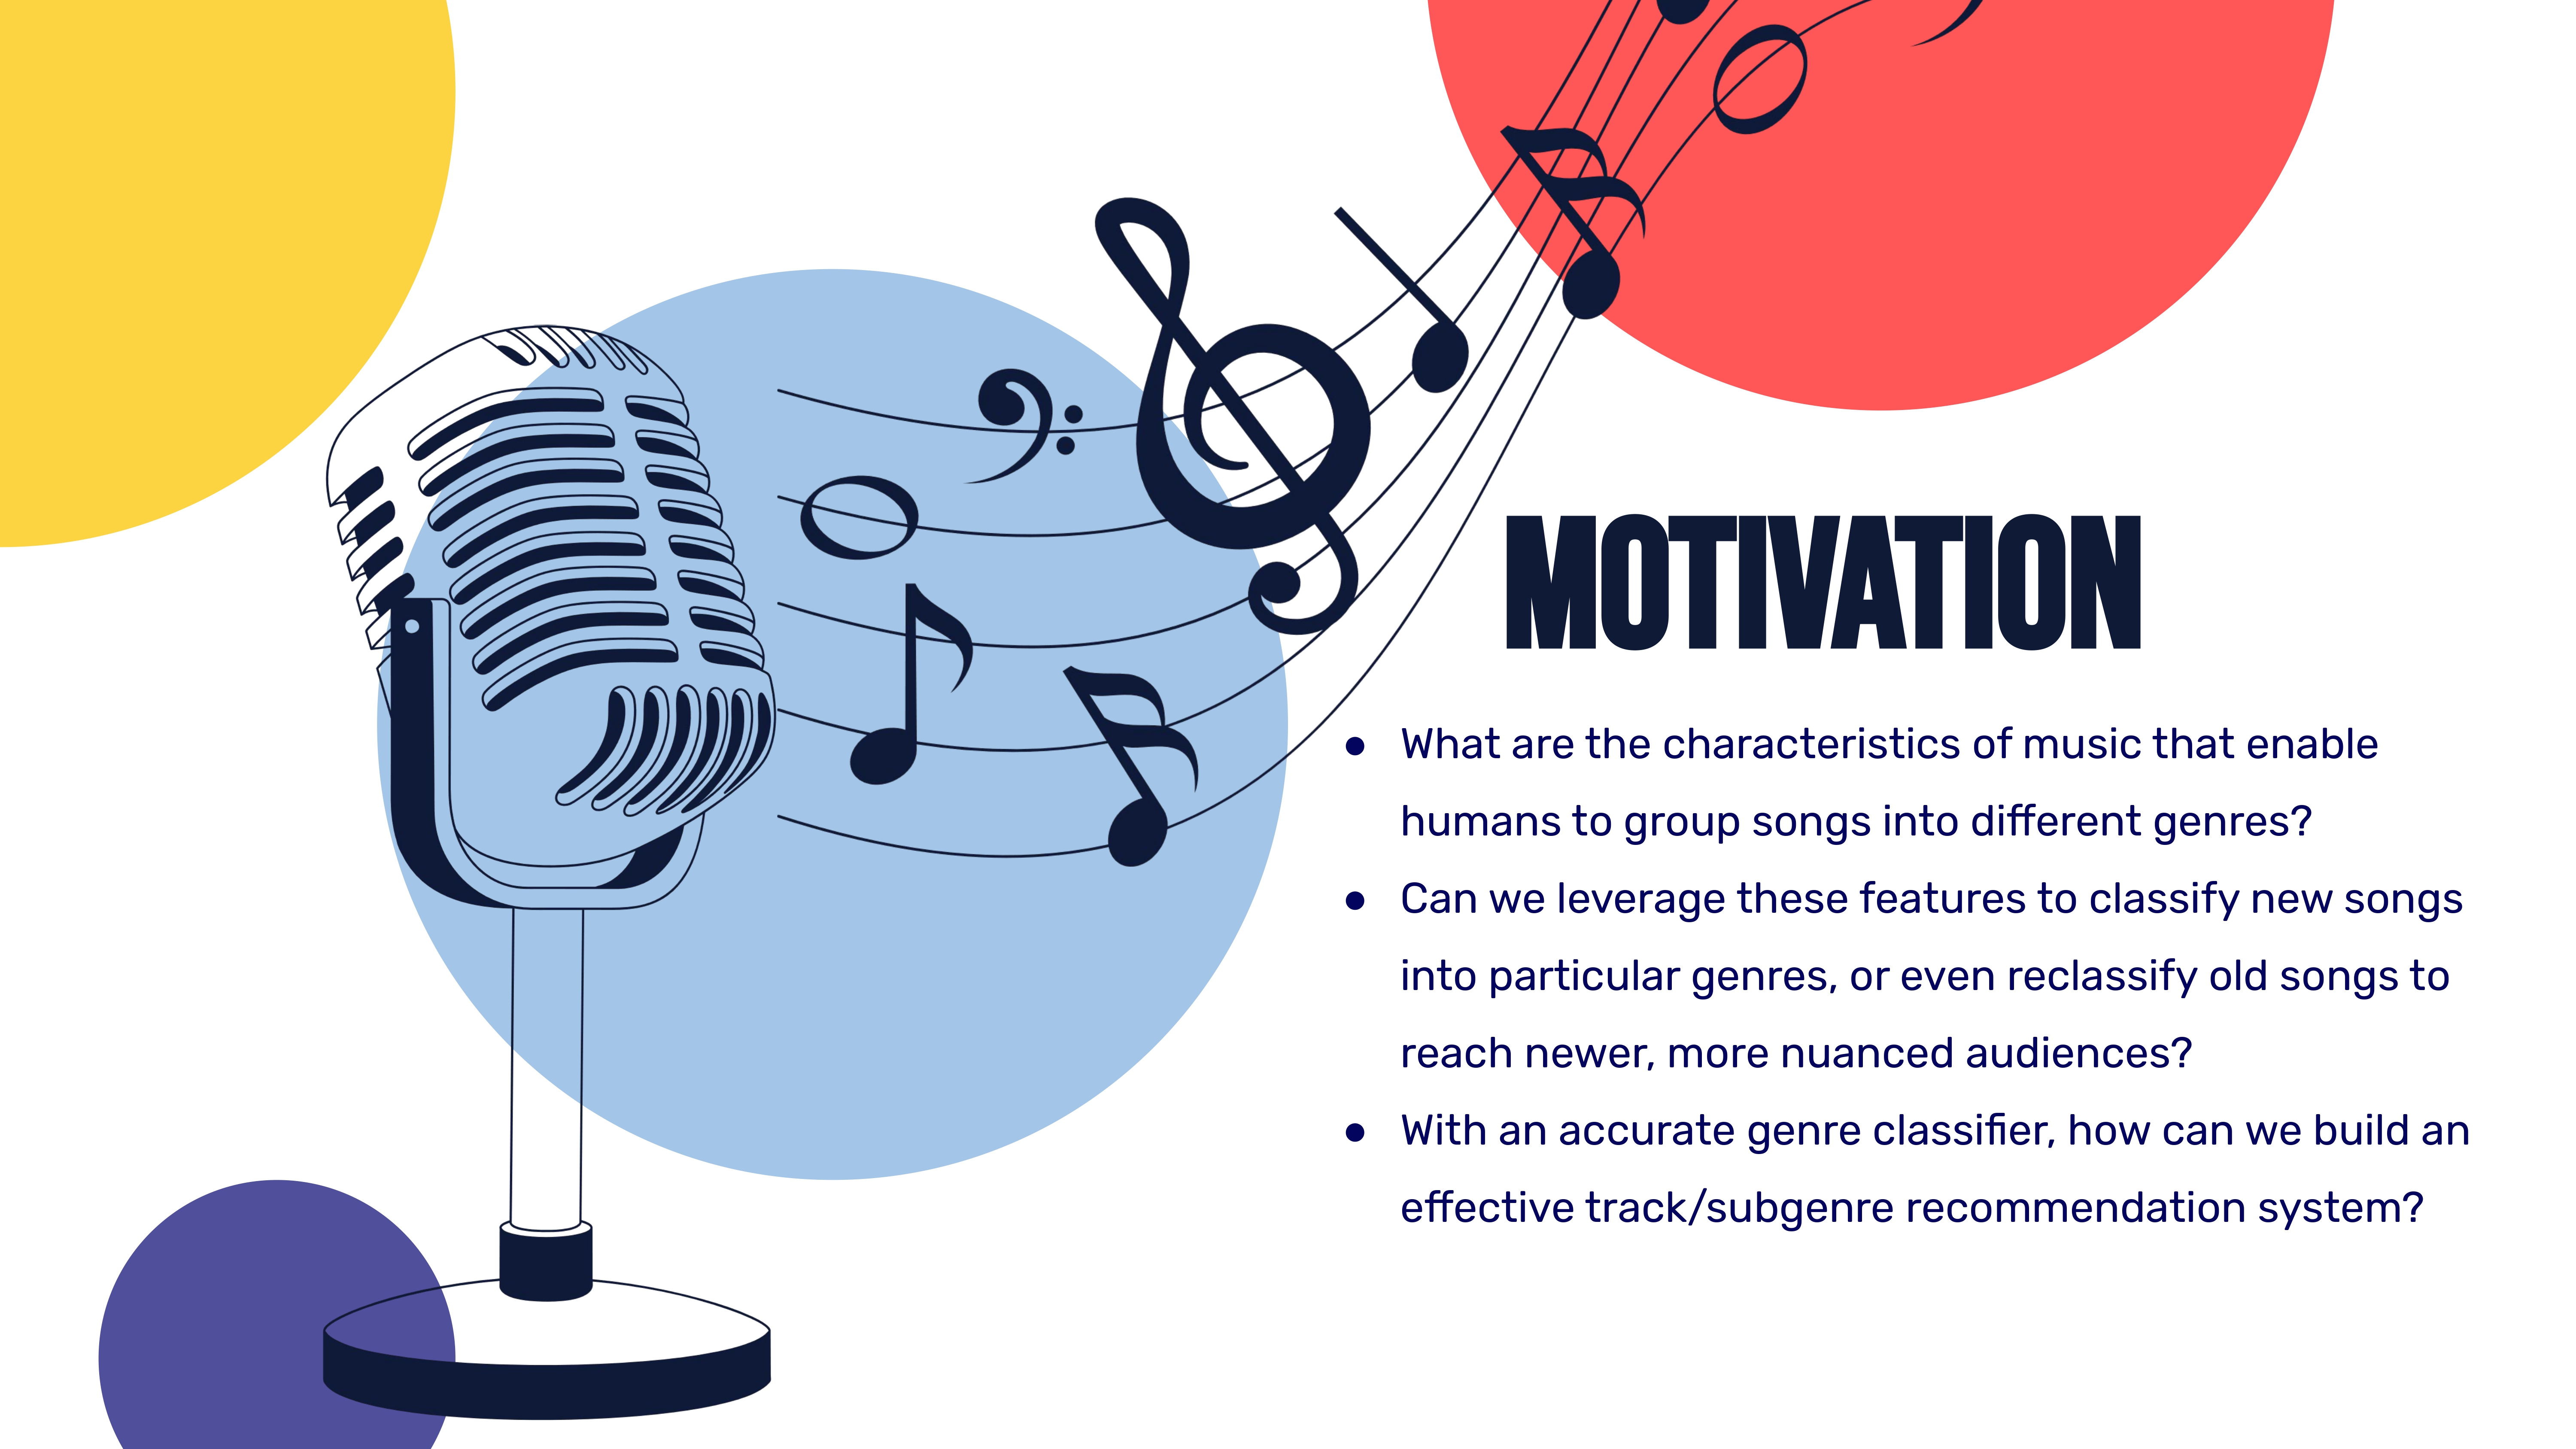 MOTIVATION
● What are the characteristics of music that enable
humans to group songs into different genres?
● Can we leverage these features to classify new songs
into particular genres, or even reclassify old songs to
reach newer, more nuanced audiences?
● With an accurate genre classifier, how can we build an
effective track/subgenre recommendation system?